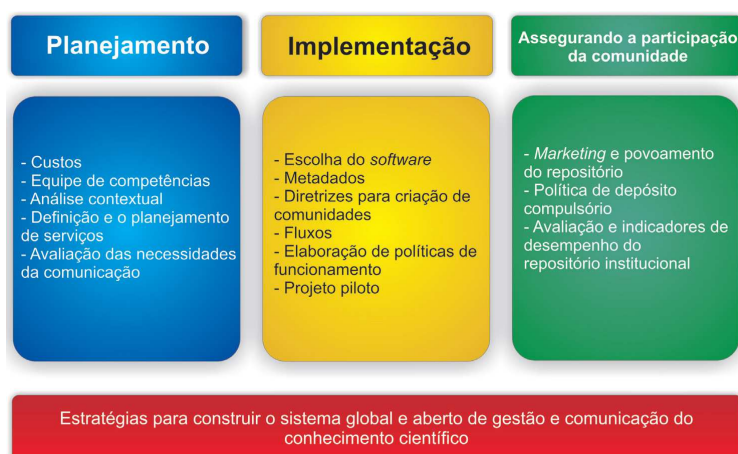 Planejamento
- Custos
- Equipe de competências
- Análise contextual
- Definição e o planejamento
de serviços
- Avaliação das necessidades
da comunicação
Implementação
- Escolha do software
- Metadados
- Diretrizes para criação de
comunidades
- Fluxos
- Elaboração de políticas de
funcionamento
- Projeto piloto
Assegurando a participação
da comunidade
- Marketing e povoamento
do repositório
- Política de depósito
compulsório
- Avaliação e indicadores de
desempenho do
repositório institucional
Estratégias para construir o sistema global e aberto de gestão e comunicação do
conhecimento científico